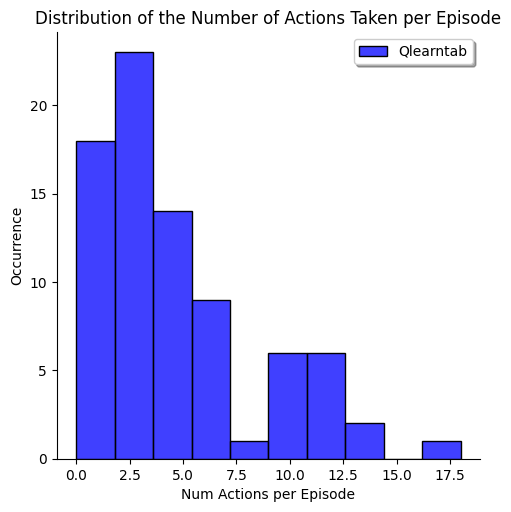 Distribution of the Number of Actions Taken per Episode
Qlearntab
20
15
10
5
0
Occurrence
0.0 2.5 5.0 7.5 10.0 12.5 15.0 17.5
Num Actions per Episode